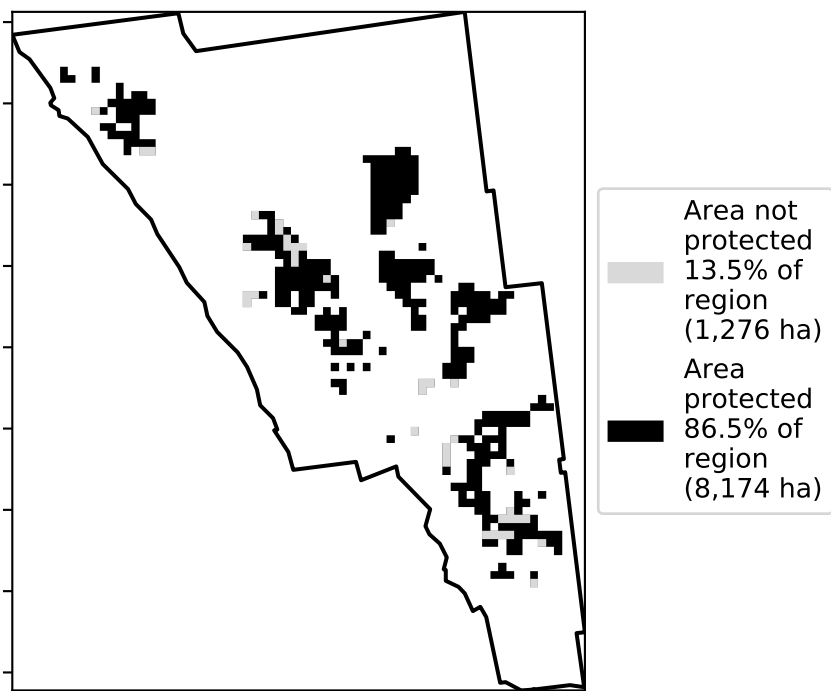 Area not
protected
13.5% of
region
(1,276 ha)
Area
protected
86.5% of
region
(8,174 ha)